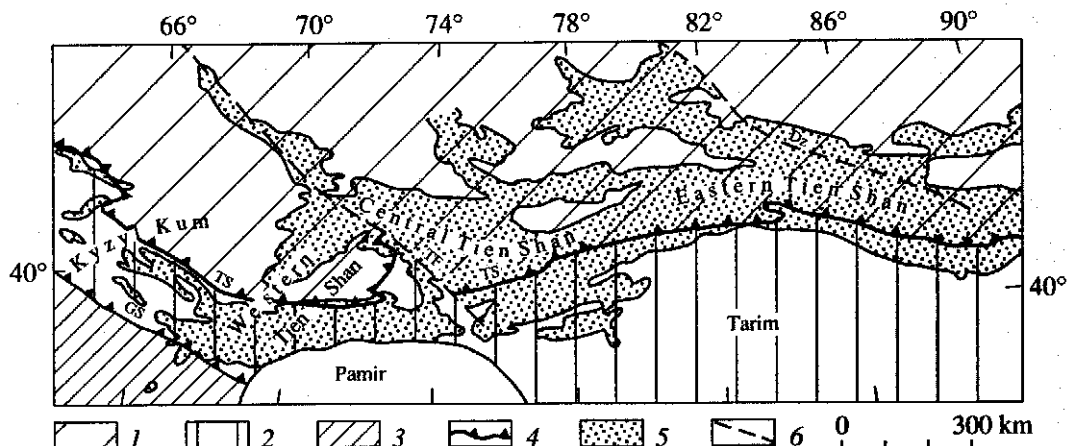 66° 70° 74° 78° 82° 86° 90°
Dz
Eastern Tien Shan
Central Tien Shan
Kyzyl Kum
Western Tien Shan
TF
TS
TS
GS
40°
40°
Tarim
Pamir
1 2 3 4 5 6 0 300 km